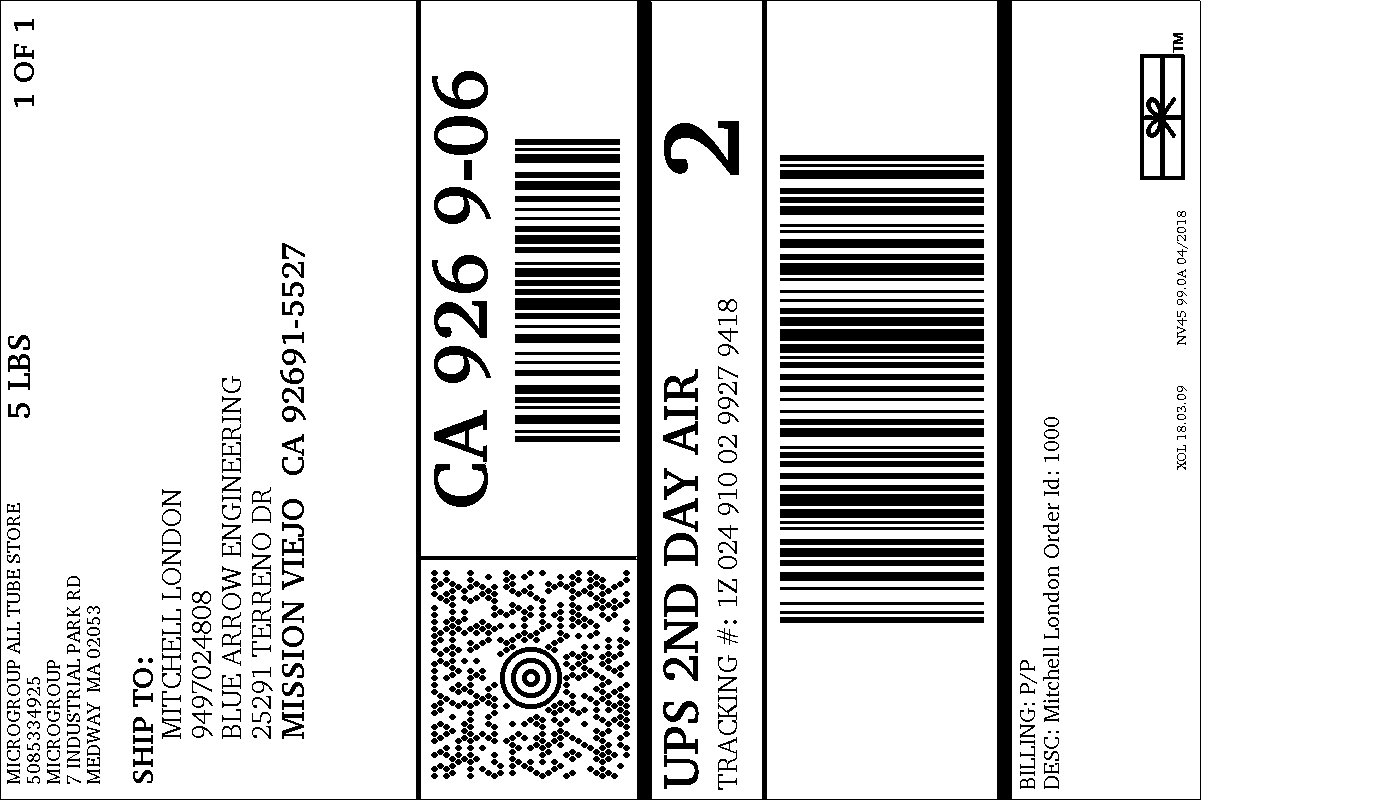 MICROGROUP ALL TUBE STORE
5085334925
MICROGROUP
7 INDUSTRIAL PARK RD
MEDWAY  MA 02053
5 LBS
1 OF 1
SHIP TO:
MITCHELL LONDON
9497024808
BLUE ARROW ENGINEERING
25291 TERRENO DR
MISSION VIEJO  CA 92691-5527
CA 926 9-06
UPS 2ND DAY AIR
2
TRACKING #: 1Z 024 910 02 9927 9418
BILLING: P/P
DESC: Mitchell London Order Id: 1000
XOL 18.03.09
NV45 99.0A 04/2018
TM